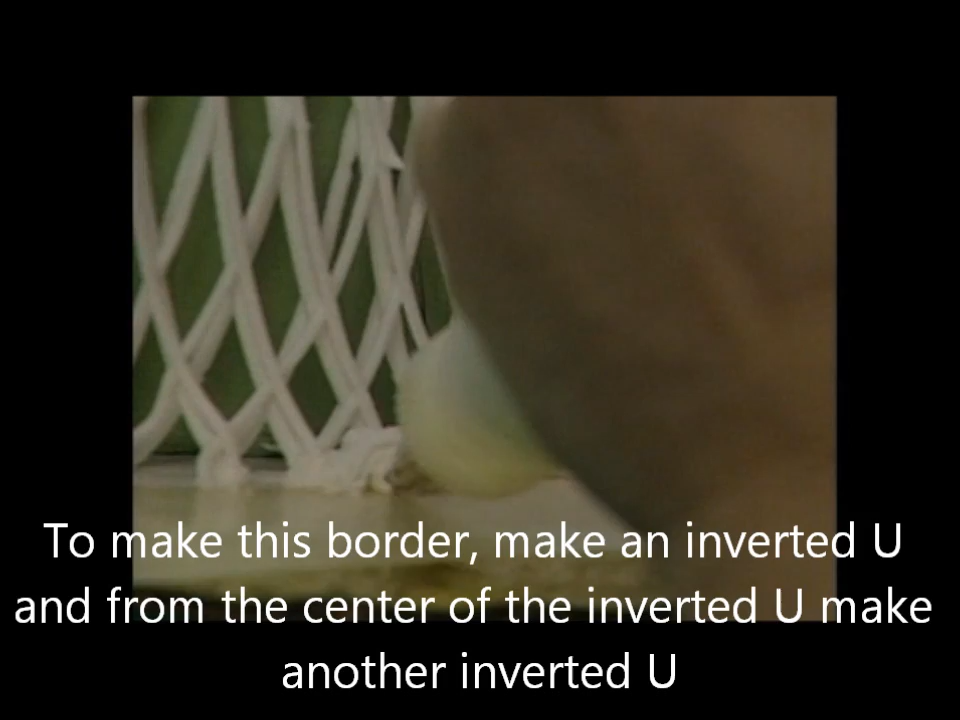 To make this border, make an inverted U
and from the center of the inverted U make
another inverted U